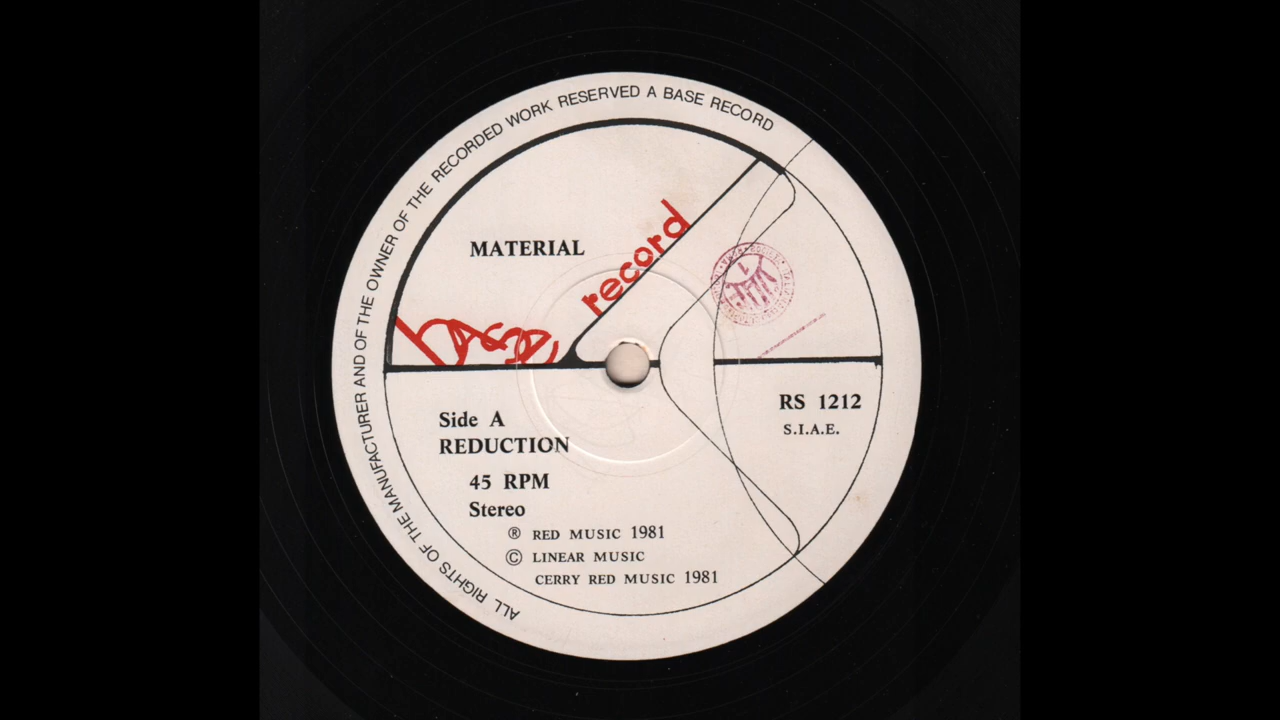 ALL RIGHTS OF THE MANUFACTURER AND OF THE OWNER OF THE RECORDED WORK RESERVED A BASE RECORD
MATERIAL
base record
Side A
REDUCTION
45 RPM
Stereo
RS 1212
S.I.A.E.
® RED MUSIC 1981
© LINEAR MUSIC
CERRY RED MUSIC 1981